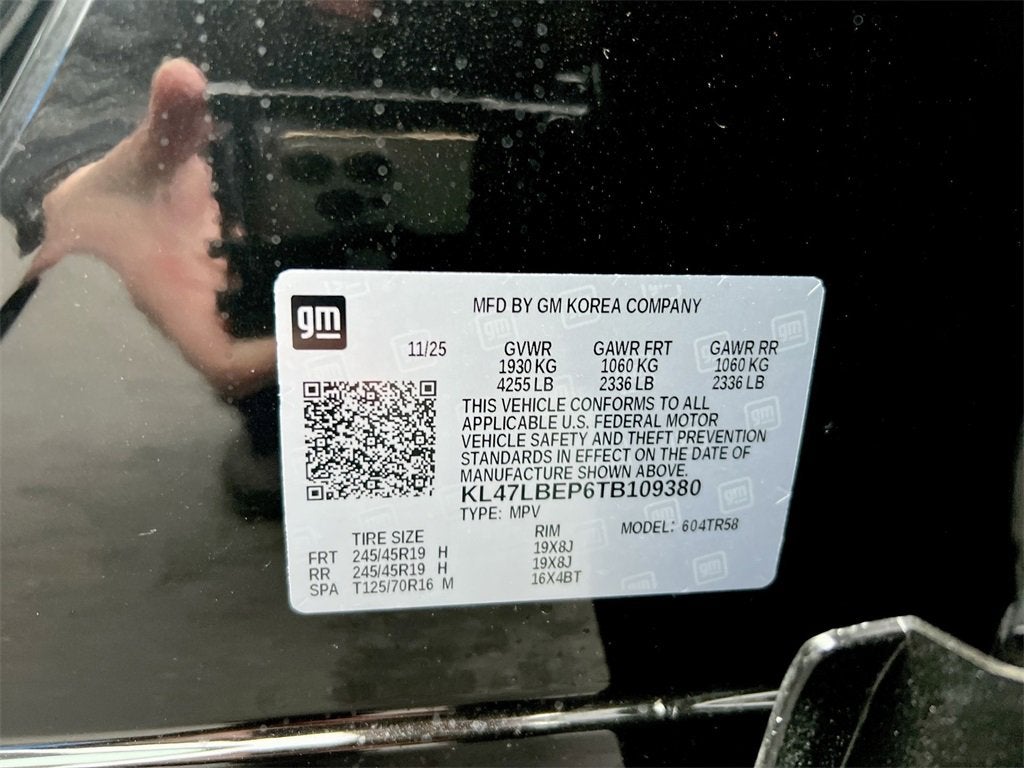 gm
MFD BY GM KOREA COMPANY
11/25 GVWR GAWR FRT GAWR RR
1930 KG 1060 KG 1060 KG
4255 LB 2336 LB 2336 LB
THIS VEHICLE CONFORMS TO ALL
APPLICABLE U.S. FEDERAL MOTOR
VEHICLE SAFETY AND THEFT PREVENTION
STANDARDS IN EFFECT ON THE DATE OF
MANUFACTURE SHOWN ABOVE.
KL47LBEP6TB109380
TYPE: MPV
TIRE SIZE RIM MODEL: 604TR58
FRT 245/45R19 H 19X8J
RR 245/45R19 H 19X8J
SPA T125/70R16 M 16X4BT